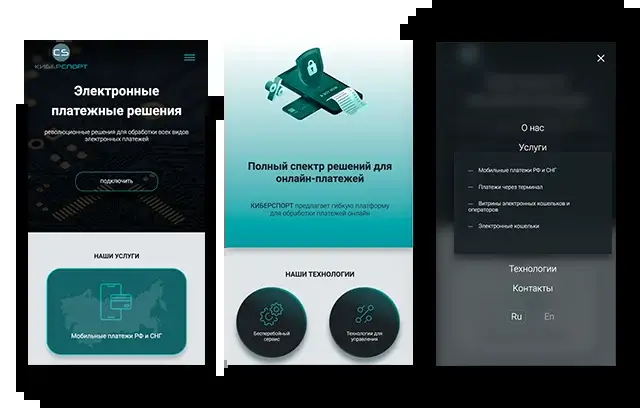 CS
КИБЕРСПОРТ
Электронные
платежные решения
революционные решения для обработки всех видов
электронных платежей
ПОДКЛЮЧИТЬ
НАШИ УСЛУГИ
Мобильные платежи РФ и СНГ
Полный спектр решений для
онлайн-платежей
КИБЕРСПОРТ предлагает гибкую платформу
для обработки платежей онлайн
НАШИ ТЕХНОЛОГИИ
Бесперебойный
сервис
Технологии для
управления
О нас
Услуги
— Мобильные платежи РФ и СНГ
— Платежи через терминал
— Витрины электронных кошельков и
операторов
— Электронные кошельки
Технологии
Контакты
Ru En